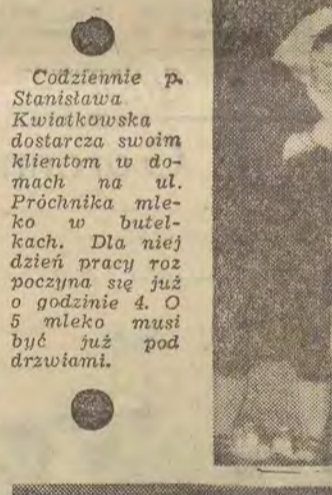 Codziennie p.
Stanisława
Kwiatkowska
dostarcza swoim
klientom w do-
mach na ul.
Próchnika mle-
ko w butel-
kach. Dla niej
dzień pracy roz
poczyna się już
o godzinie 4. O
5 mleko musi
być już pod
drzwiami.